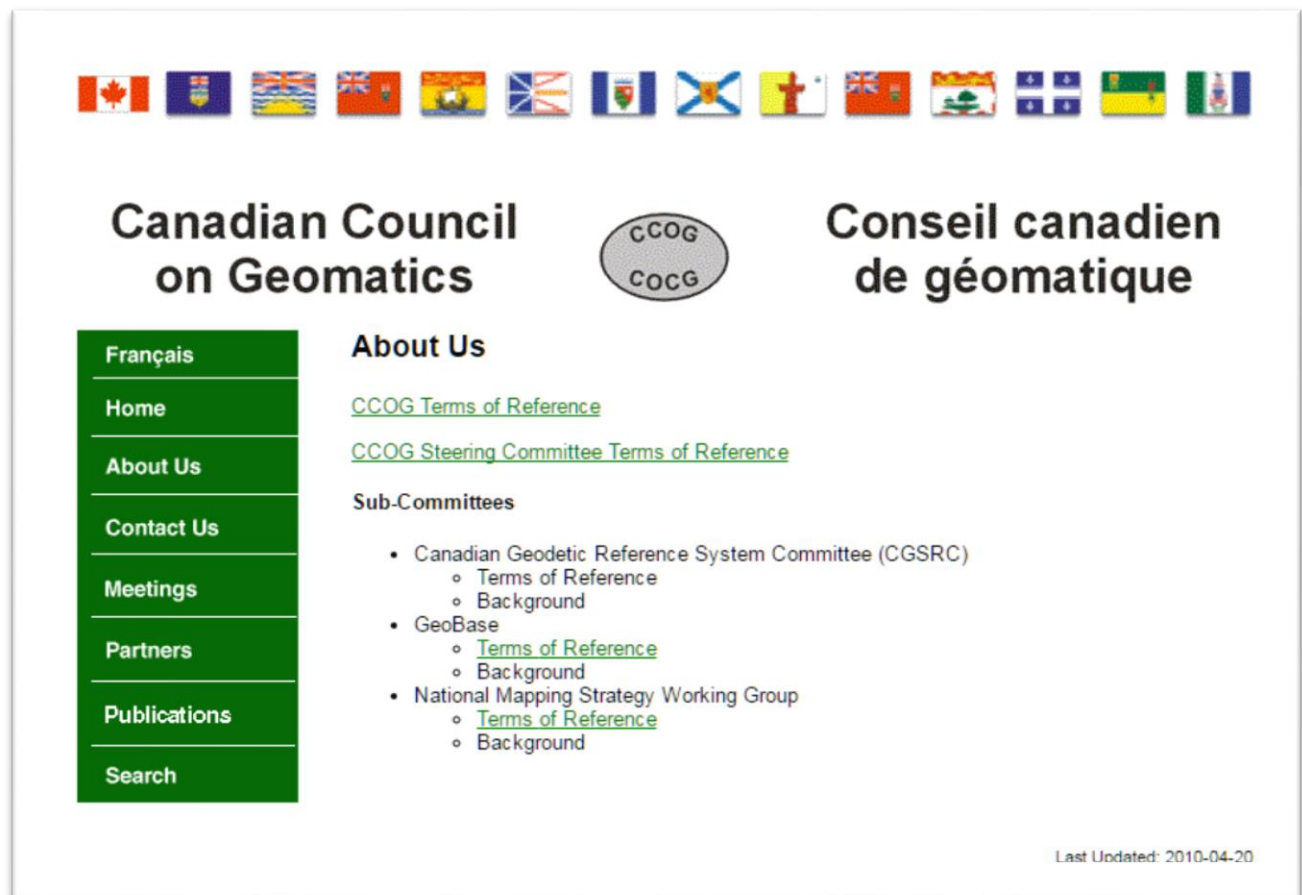 Canadian Council
on Geomatics
CCOG
COCG
Conseil canadien
de géomatique
Français
Home
About Us
Contact Us
Meetings
Partners
Publications
Search
About Us
CCOG Terms of Reference
CCOG Steering Committee Terms of Reference
Sub-Committees
• Canadian Geodetic Reference System Committee (CGSRC)
◦ Terms of Reference
◦ Background
• GeoBase
◦ Terms of Reference
◦ Background
• National Mapping Strategy Working Group
◦ Terms of Reference
◦ Background
Last Updated: 2010-04-20